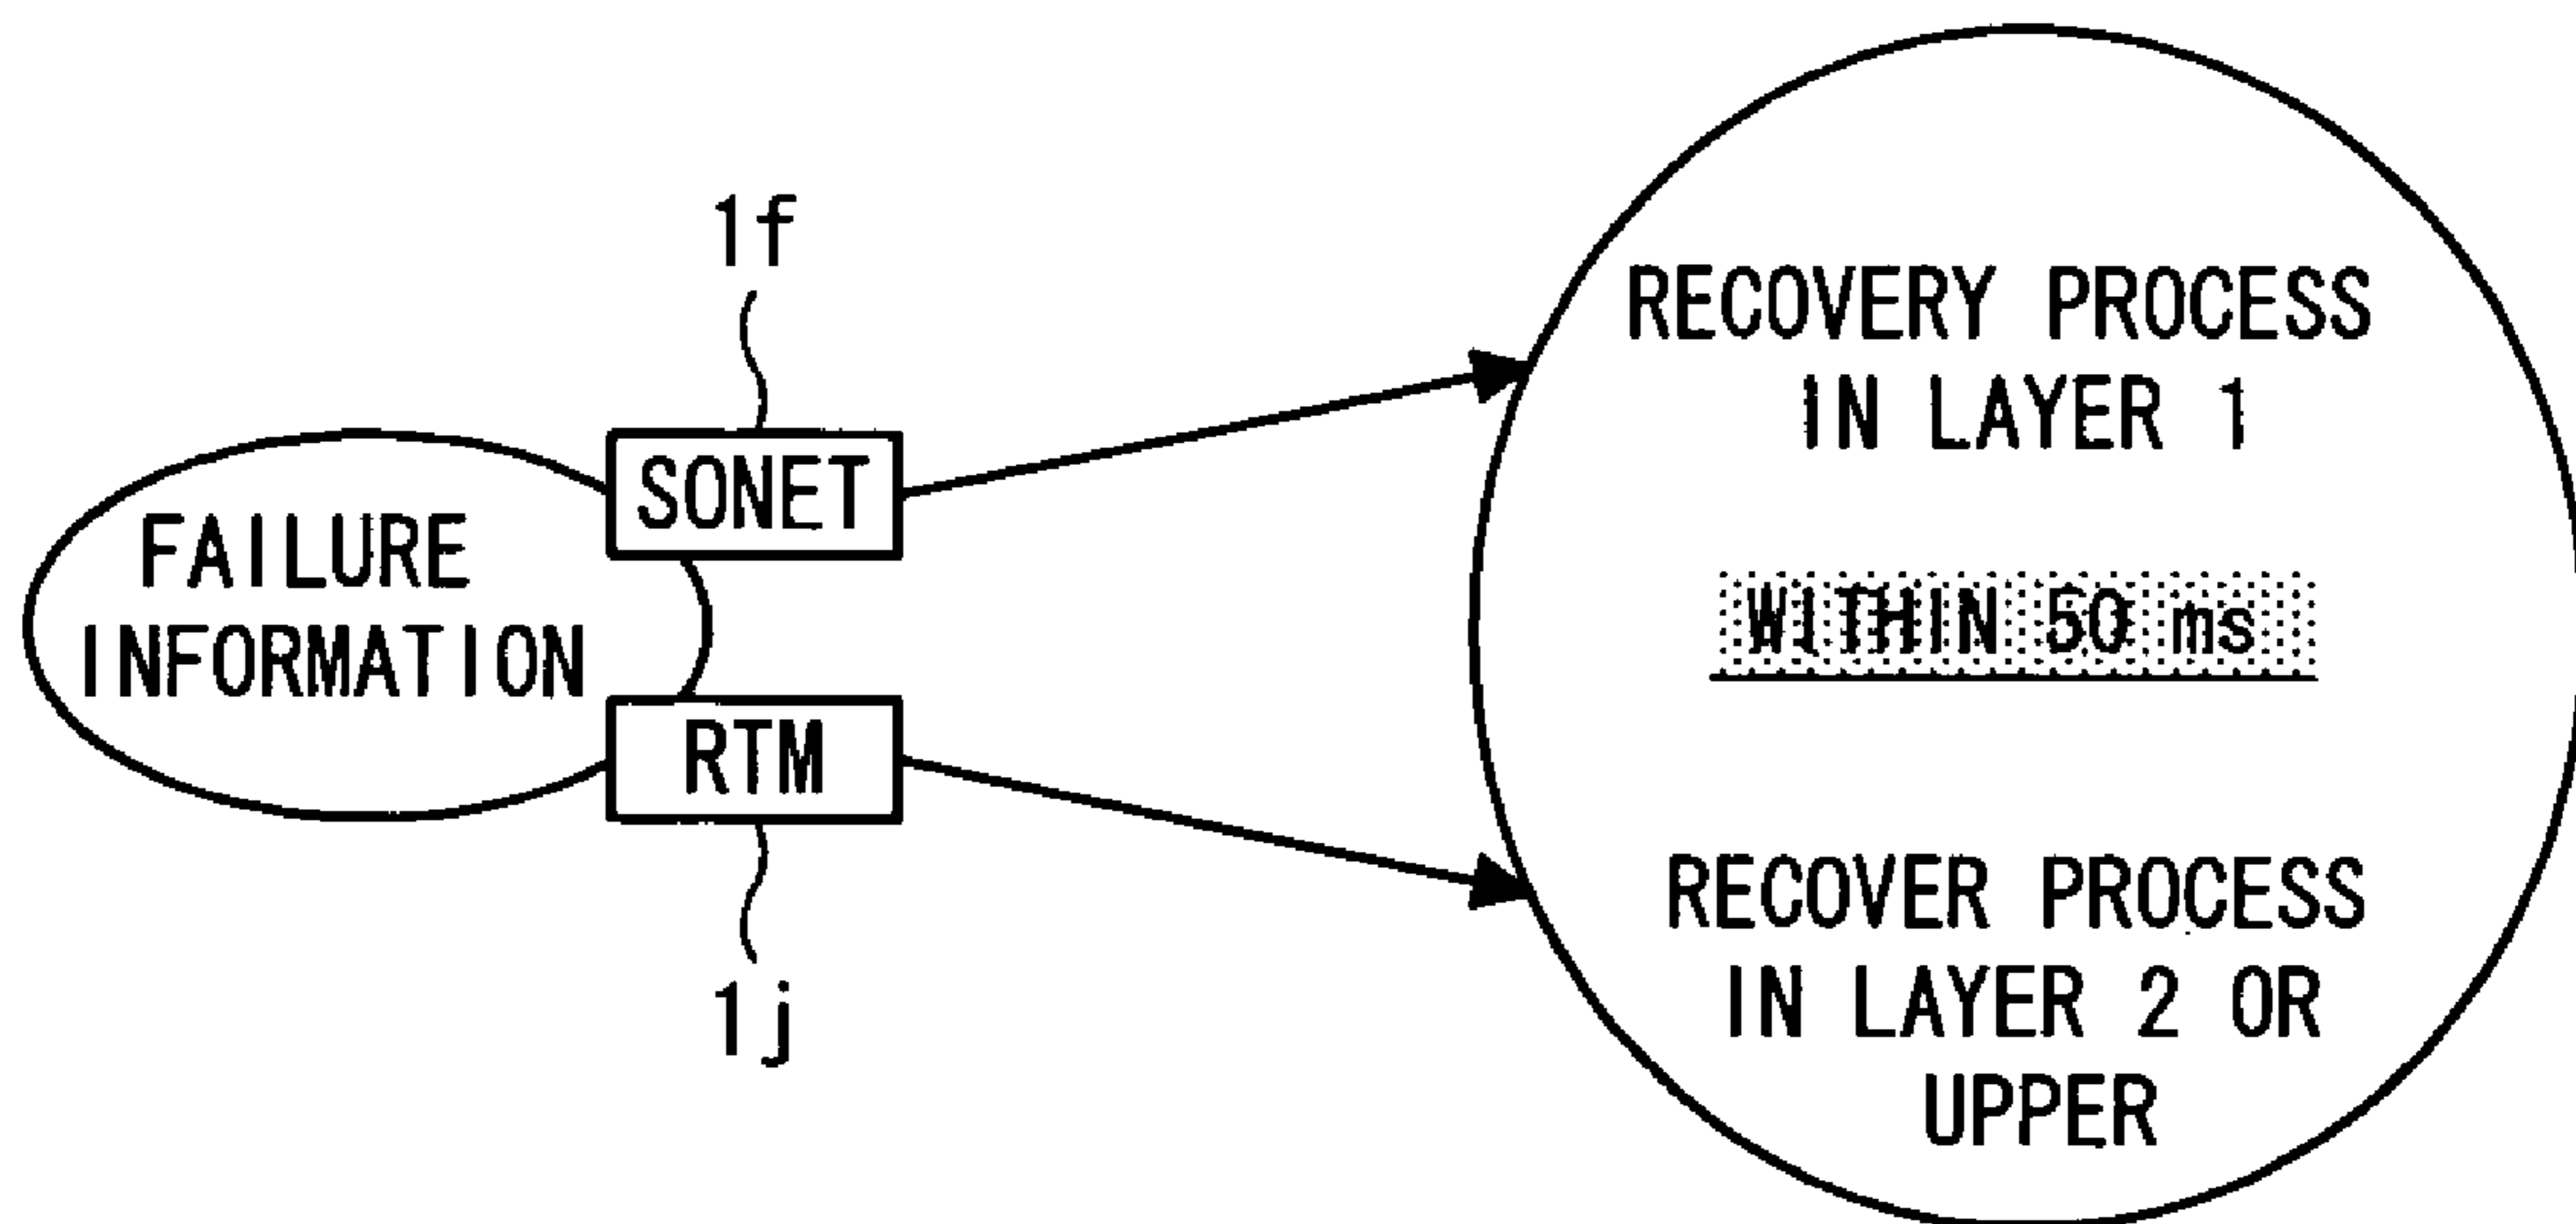 1f
SONET
FAILURE
INFORMATION
RTM
1j
RECOVERY PROCESS
IN LAYER 1
WITHIN 50 ms
RECOVER PROCESS
IN LAYER 2 OR
UPPER